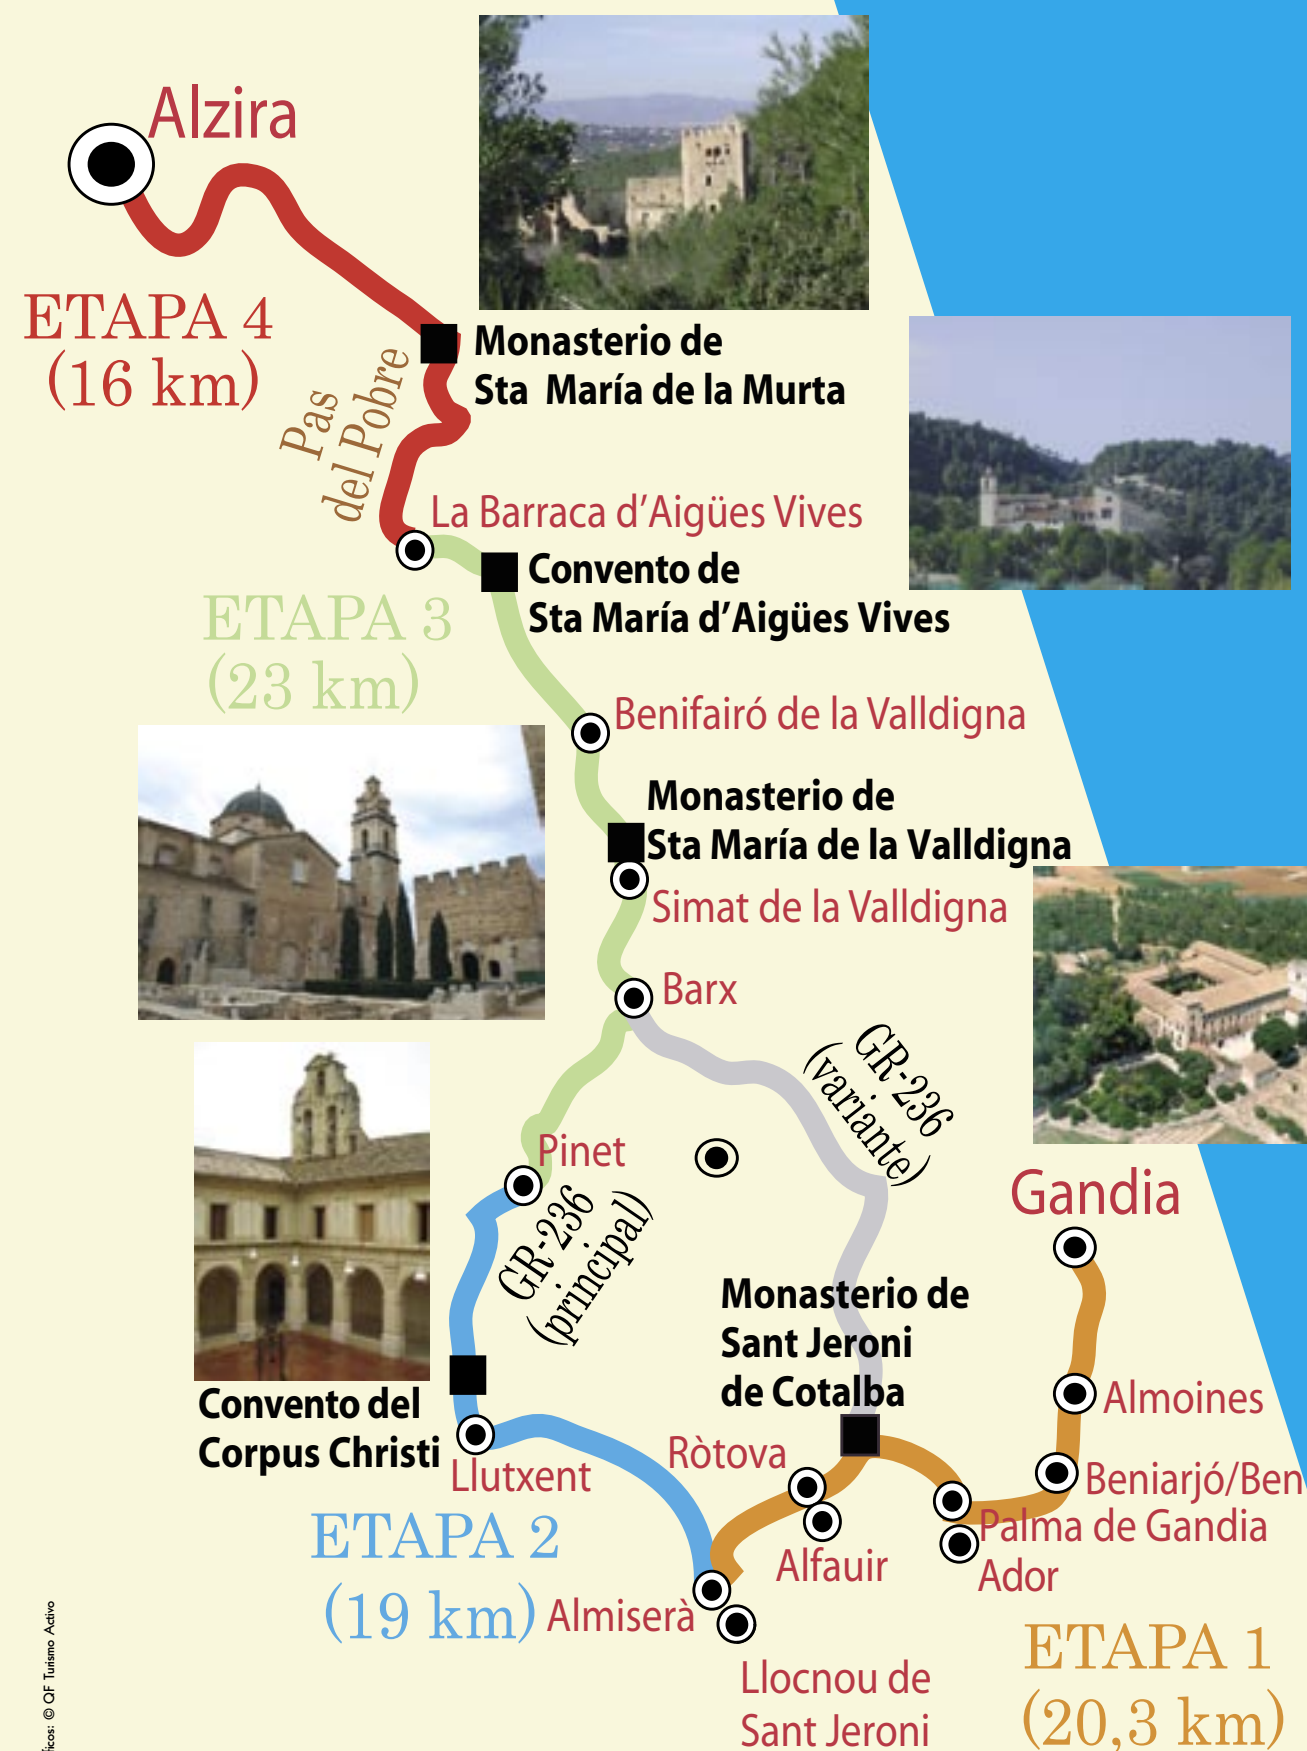 Alzira
ETAPA 4
(16 km)
Monasterio de
Sta María de la Murta
Pas
del Pobre
La Barraca d'Aigües Vives
Convento de
Sta María d'Aigües Vives
ETAPA 3
(23 km)
Benifairó de la Valldigna
Monasterio de
Sta María de la Valldigna
Simat de la Valldigna
Barx
GR-236
(variante)
Pinet
GR-236
(principal)
Gandia
Monasterio de
Sant Jeroni
de Cotalba
Almoines
Convento del
Corpus Christi
Llutxent
Ròtova
Beniarjó/Ben
Palma de Gandia
Ador
Alfauir
ETAPA 2
(19 km)
Almiserà
Llocnou de
Sant Jeroni
ETAPA 1
(20,3 km)
ficos: © QF Turismo Activo